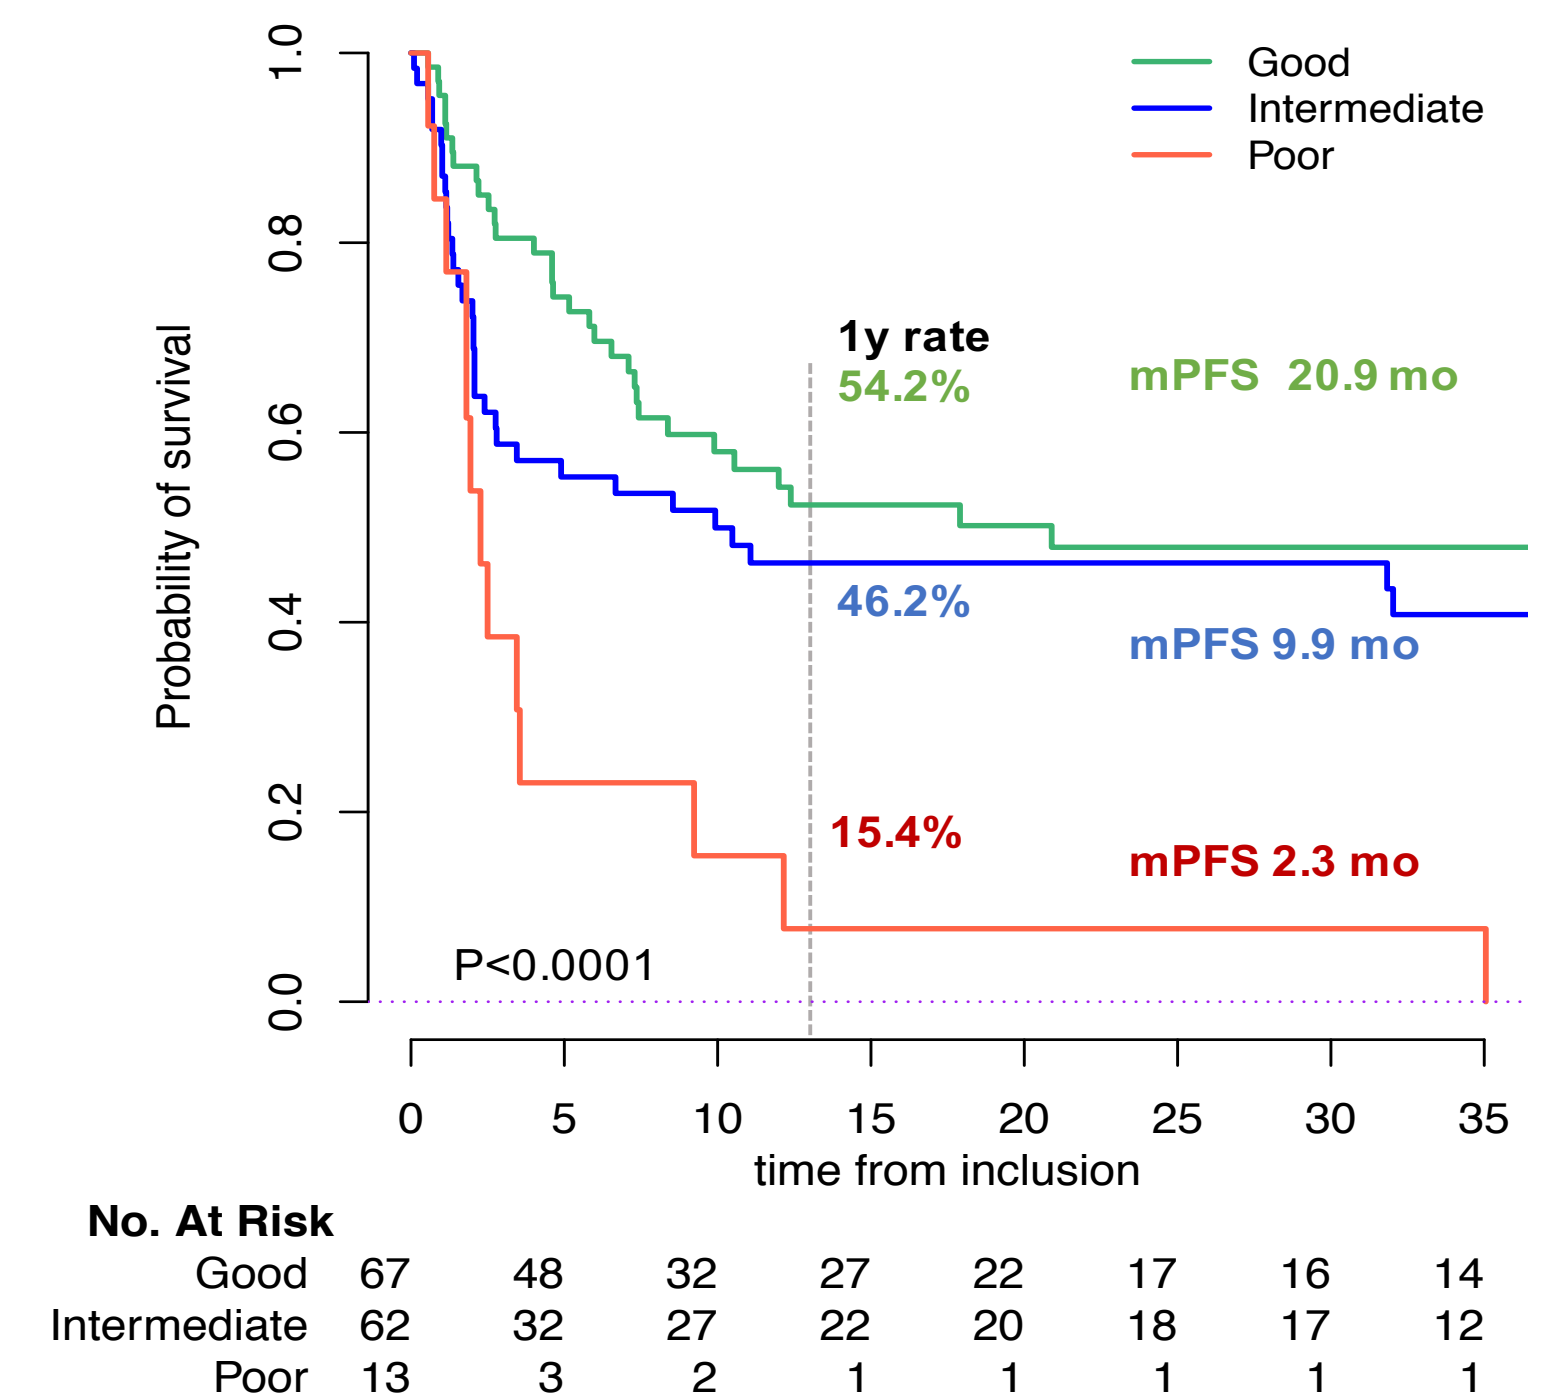 Good
Intermediate
Poor
Probability of survival
1.0
0.8
0.6
0.4
0.2
0.0
1y rate
54.2%
mPFS 20.9 mo
46.2%
mPFS 9.9 mo
15.4%
mPFS 2.3 mo
P<0.0001
0 5 10 15 20 25 30 35
time from inclusion
No. At Risk
Good 67 48 32 27 22 17 16 14
Intermediate 62 32 27 22 20 18 17 12
Poor 13 3 2 1 1 1 1 1